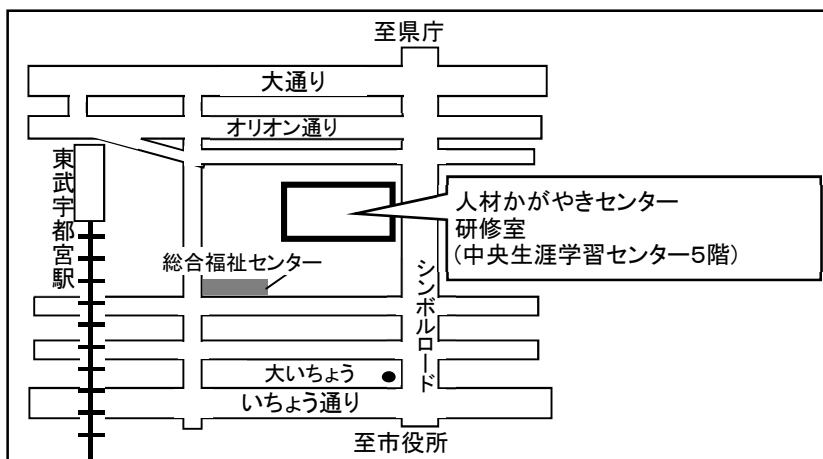 至県庁
大通り
オリオン通り
東武宇都宮駅
人材かがやきセンター
研修室
(中央生涯学習センター5階)
総合福祉センター
シンボルロード
大いちょう
いちょう通り
至市役所